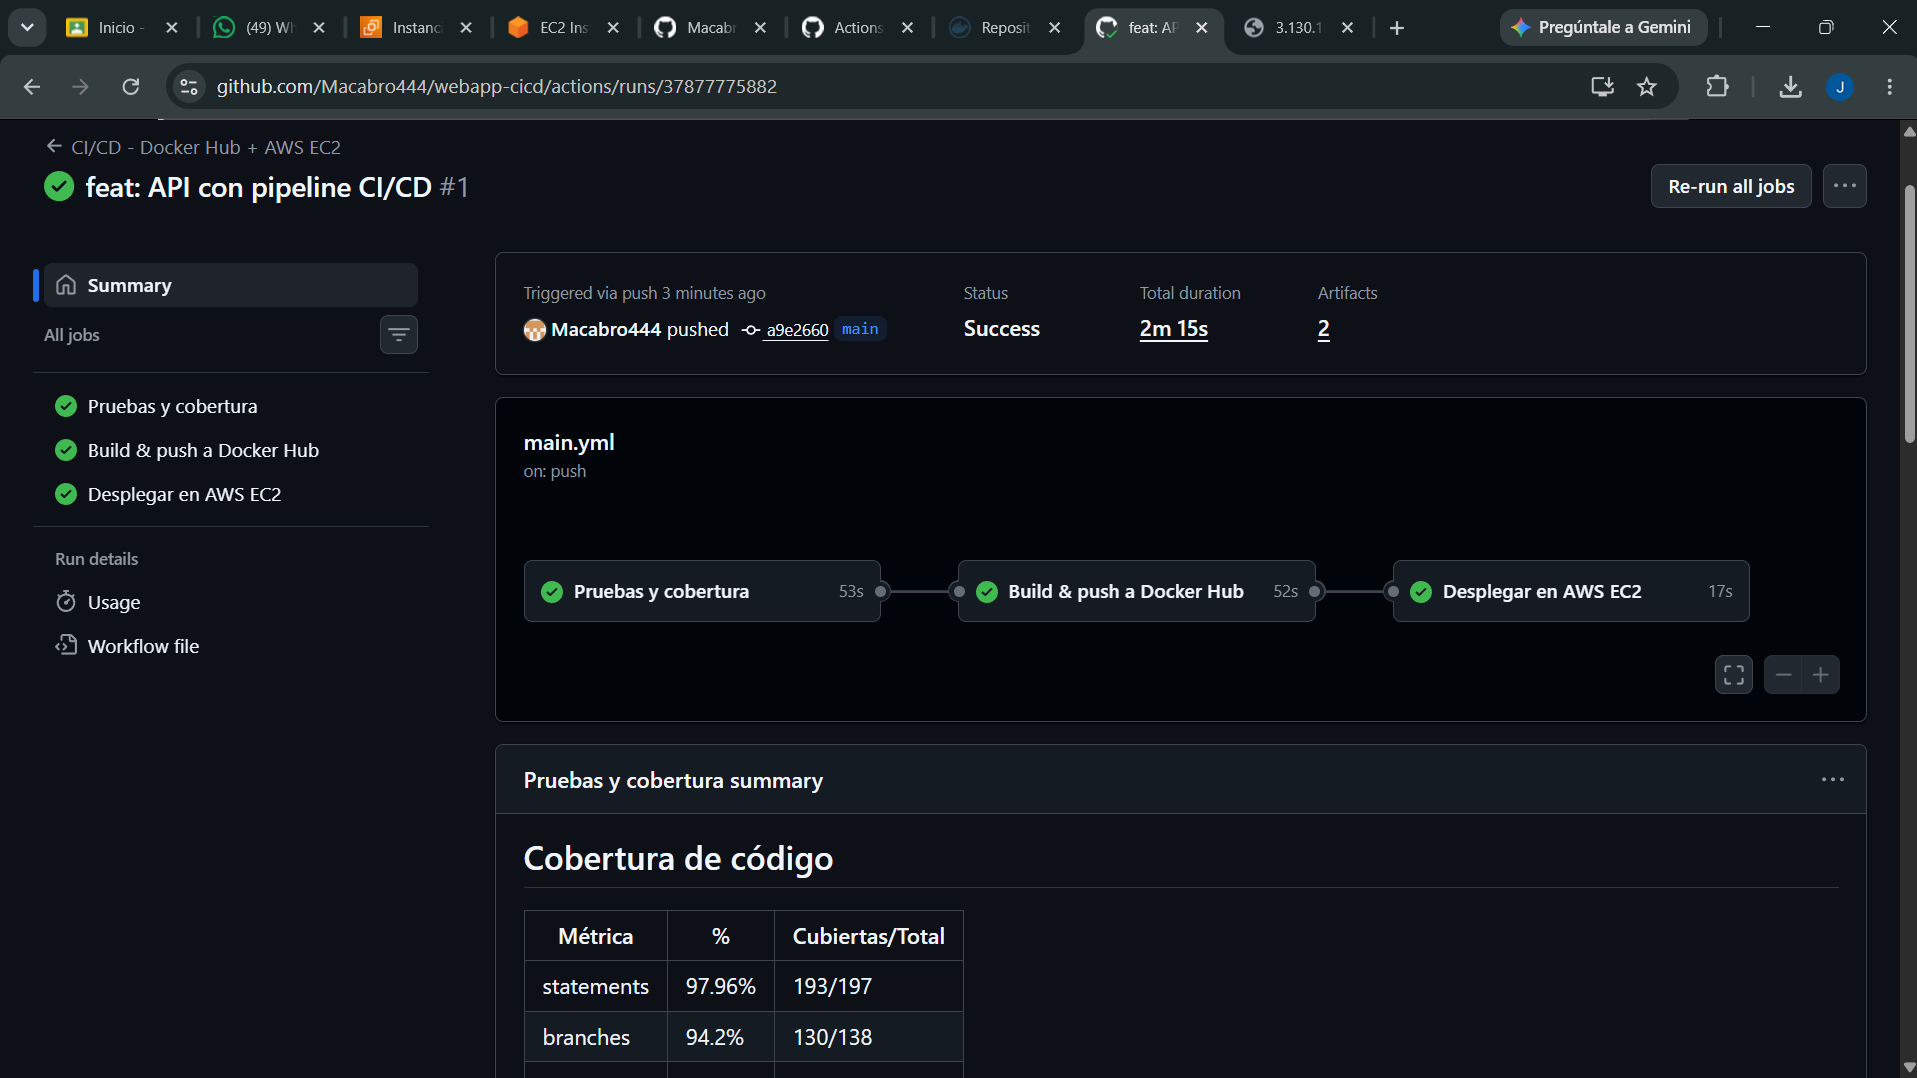 Inicio -
(49) Wh
Instanci
EC2 Ins
Macabr
Actions
Reposit
feat: AP
3.130.1
Pregúntale a Gemini
github.com/Macabro444/webapp-cicd/actions/runs/37877775882
J
CI/CD - Docker Hub + AWS EC2
feat: API con pipeline CI/CD #1
Re-run all jobs
Summary
All jobs
Pruebas y cobertura
Build & push a Docker Hub
Desplegar en AWS EC2
Run details
Usage
Workflow file
Triggered via push 3 minutes ago
Status
Total duration
Artifacts
Macabro444 pushed a9e2660 main
Success
2m 15s
2
main.yml
on: push
Pruebas y cobertura 53s
Build & push a Docker Hub 52s
Desplegar en AWS EC2 17s
Pruebas y cobertura summary
Cobertura de código
Métrica % Cubiertas/Total
statements 97.96% 193/197
branches 94.2% 130/138